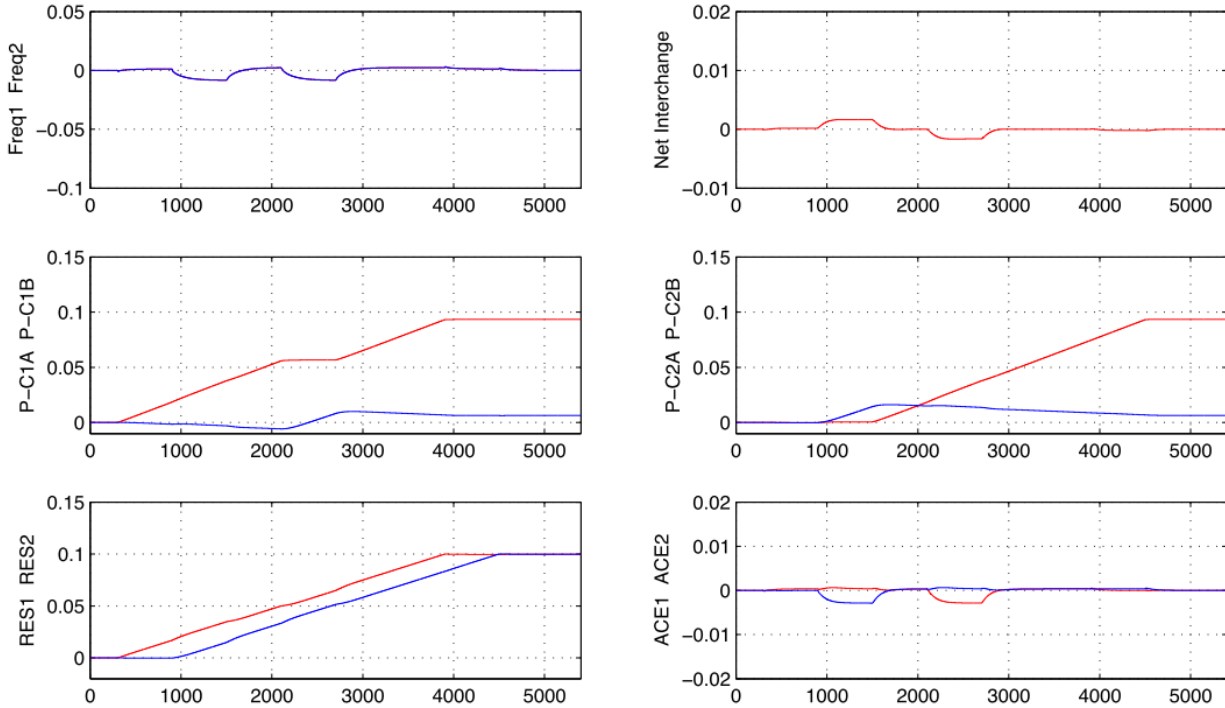 0.05
0
−0.05
−0.1
Freq1 Freq2
0 1000 2000 3000 4000 5000
0.02
0.01
0
−0.01
Net Interchange
0 1000 2000 3000 4000 5000
0.15
0.1
0.05
0
P−C1A P−C1B
0 1000 2000 3000 4000 5000
0.15
0.1
0.05
0
P−C2A P−C2B
0 1000 2000 3000 4000 5000
0.15
0.1
0.05
0
RES1 RES2
0 1000 2000 3000 4000 5000
0.02
0.01
0
−0.01
−0.02
ACE1 ACE2
0 1000 2000 3000 4000 5000